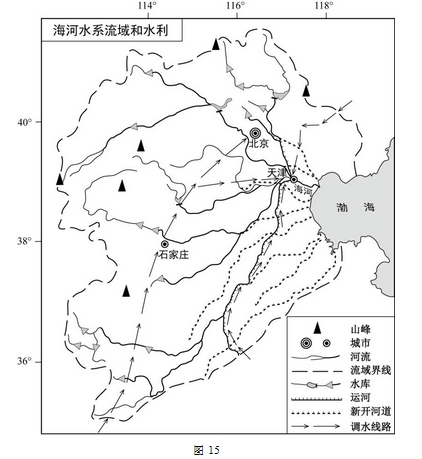 114° 116° 118°
海河水系流域和水利
40°
北京
天津
海河
渤 海
38°
石家庄
36°
山峰
城市
河流
流域界线
水库
运河
新开河道
调水线路
图 15